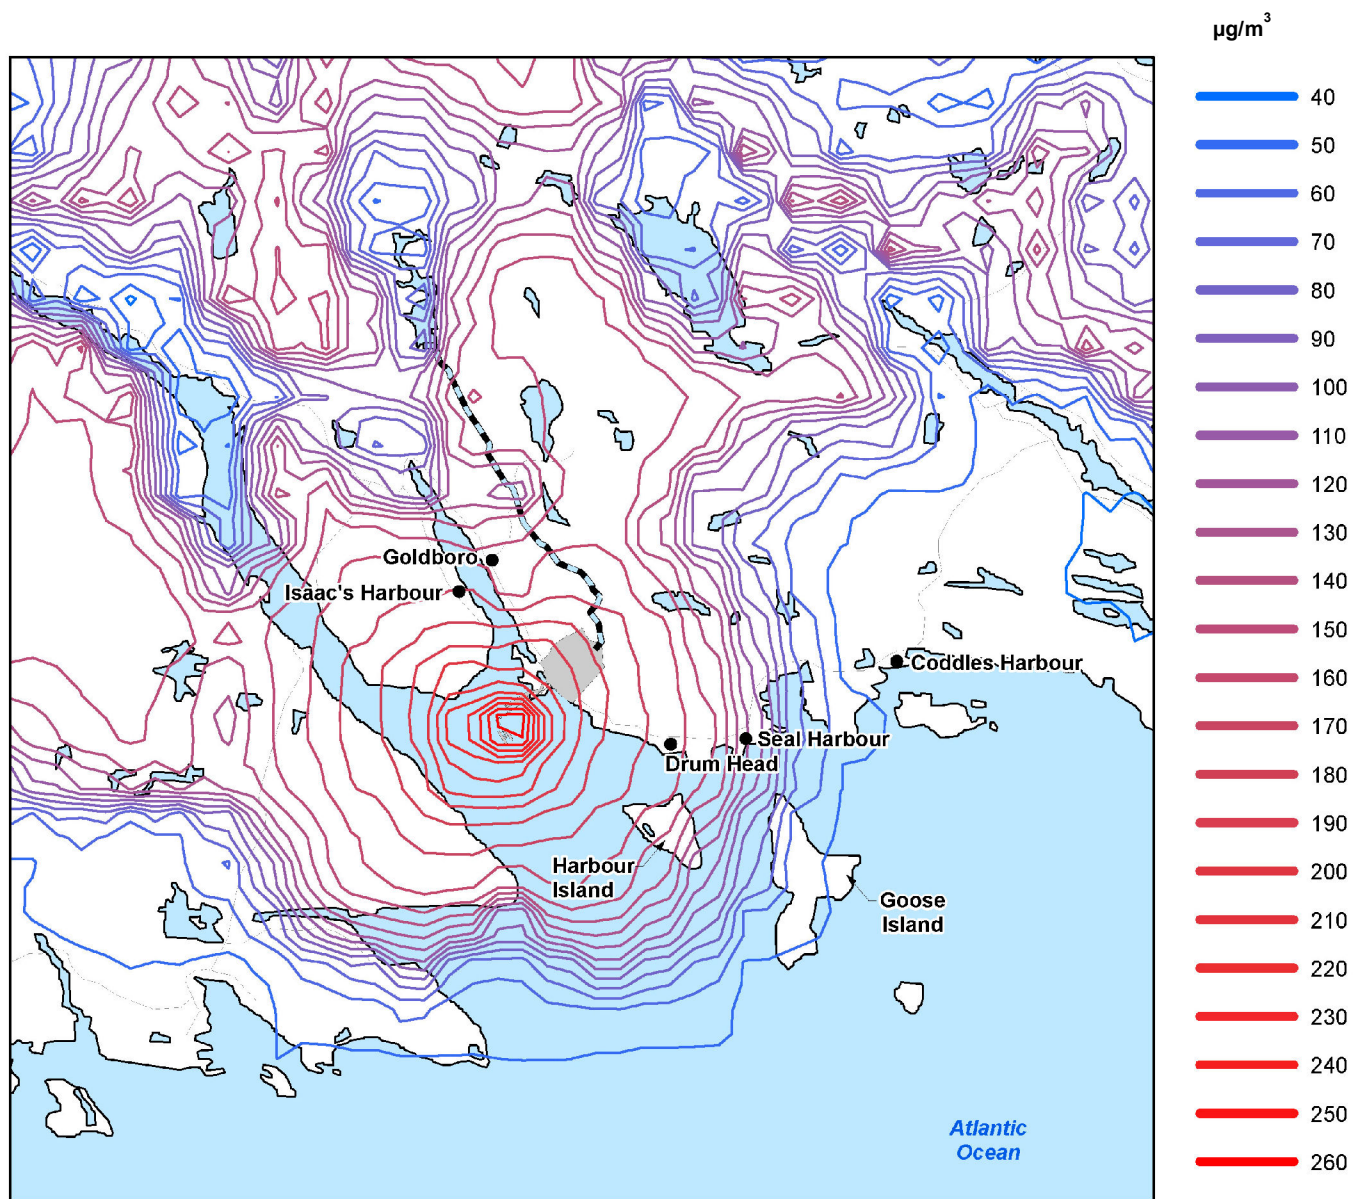 µg/m³
40
50
60
70
80
90
100
110
120
130
140
150
160
170
180
190
200
210
220
230
240
250
260
Goldboro
Isaac's Harbour
Coddles Harbour
Seal Harbour
Drum Head
Harbour
Island
Goose
Island
Atlantic
Ocean